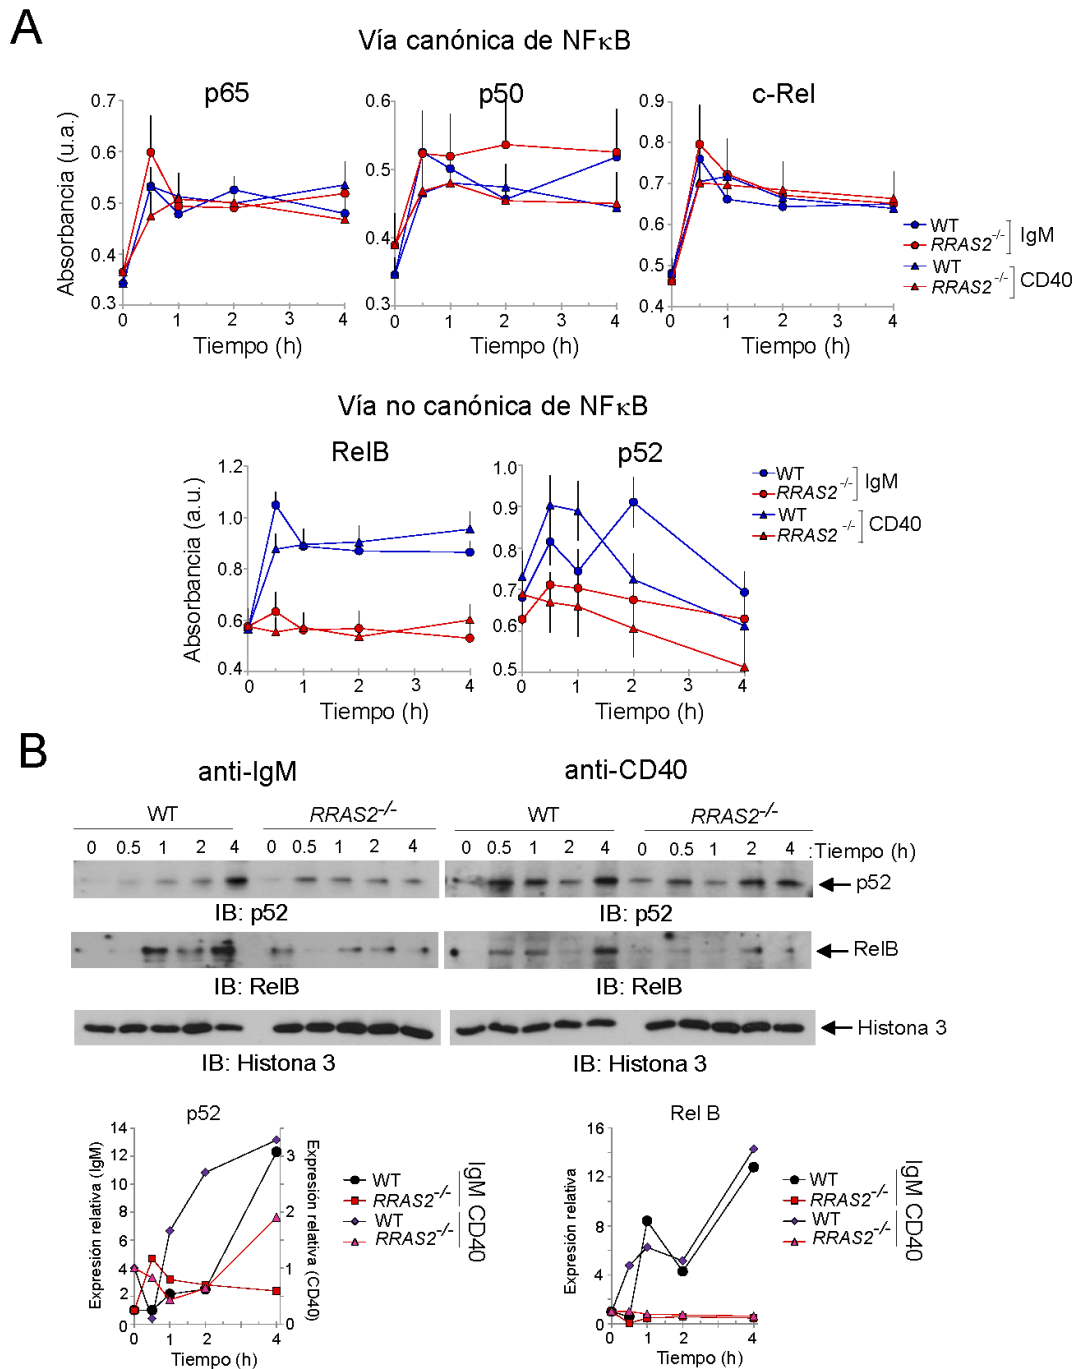 A
Vía canónica de NFκB
p65
p50
c-Rel
Absorbancia (u.a.)
0.7
0.6
0.5
0.4
0.3
0 1 2 3 4
Tiempo (h)
0.6
0.5
0.4
0.3
0 1 2 3 4
Tiempo (h)
0.9
0.8
0.7
0.6
0.5
0.4
0 1 2 3 4
Tiempo (h)
WT
RRAS2-/-
IgM
WT
RRAS2-/-
CD40
Vía no canónica de NFκB
RelB
p52
Absorbancia (a.u.)
1.2
1.0
0.8
0.6
0.4
0 1 2 3 4
Tiempo (h)
1.0
0.9
0.8
0.7
0.6
0.5
0 1 2 3 4
Tiempo (h)
WT
RRAS2-/-
IgM
WT
RRAS2-/-
CD40
B
anti-IgM
anti-CD40
WT RRAS2-/- WT RRAS2-/-
0 0.5 1 2 4 0 0.5 1 2 4 0 0.5 1 2 4 0 0.5 1 2 4 :Tiempo (h)
p52
IB: p52 IB: p52
RelB
IB: RelB IB: RelB
Histona 3
IB: Histona 3 IB: Histona 3
p52
Expresión relativa (IgM)
14
12
10
8
6
4
2
0
3
2
1
0
Expresión relativa (CD40)
0 1 2 3 4
Tiempo (h)
WT
RRAS2-/-
WT
RRAS2-/-
IgM CD40
Rel B
Expresión relativa
16
12
8
4
0
0 1 2 3 4
Tiempo (h)
WT
RRAS2-/-
WT
RRAS2-/-
IgM CD40